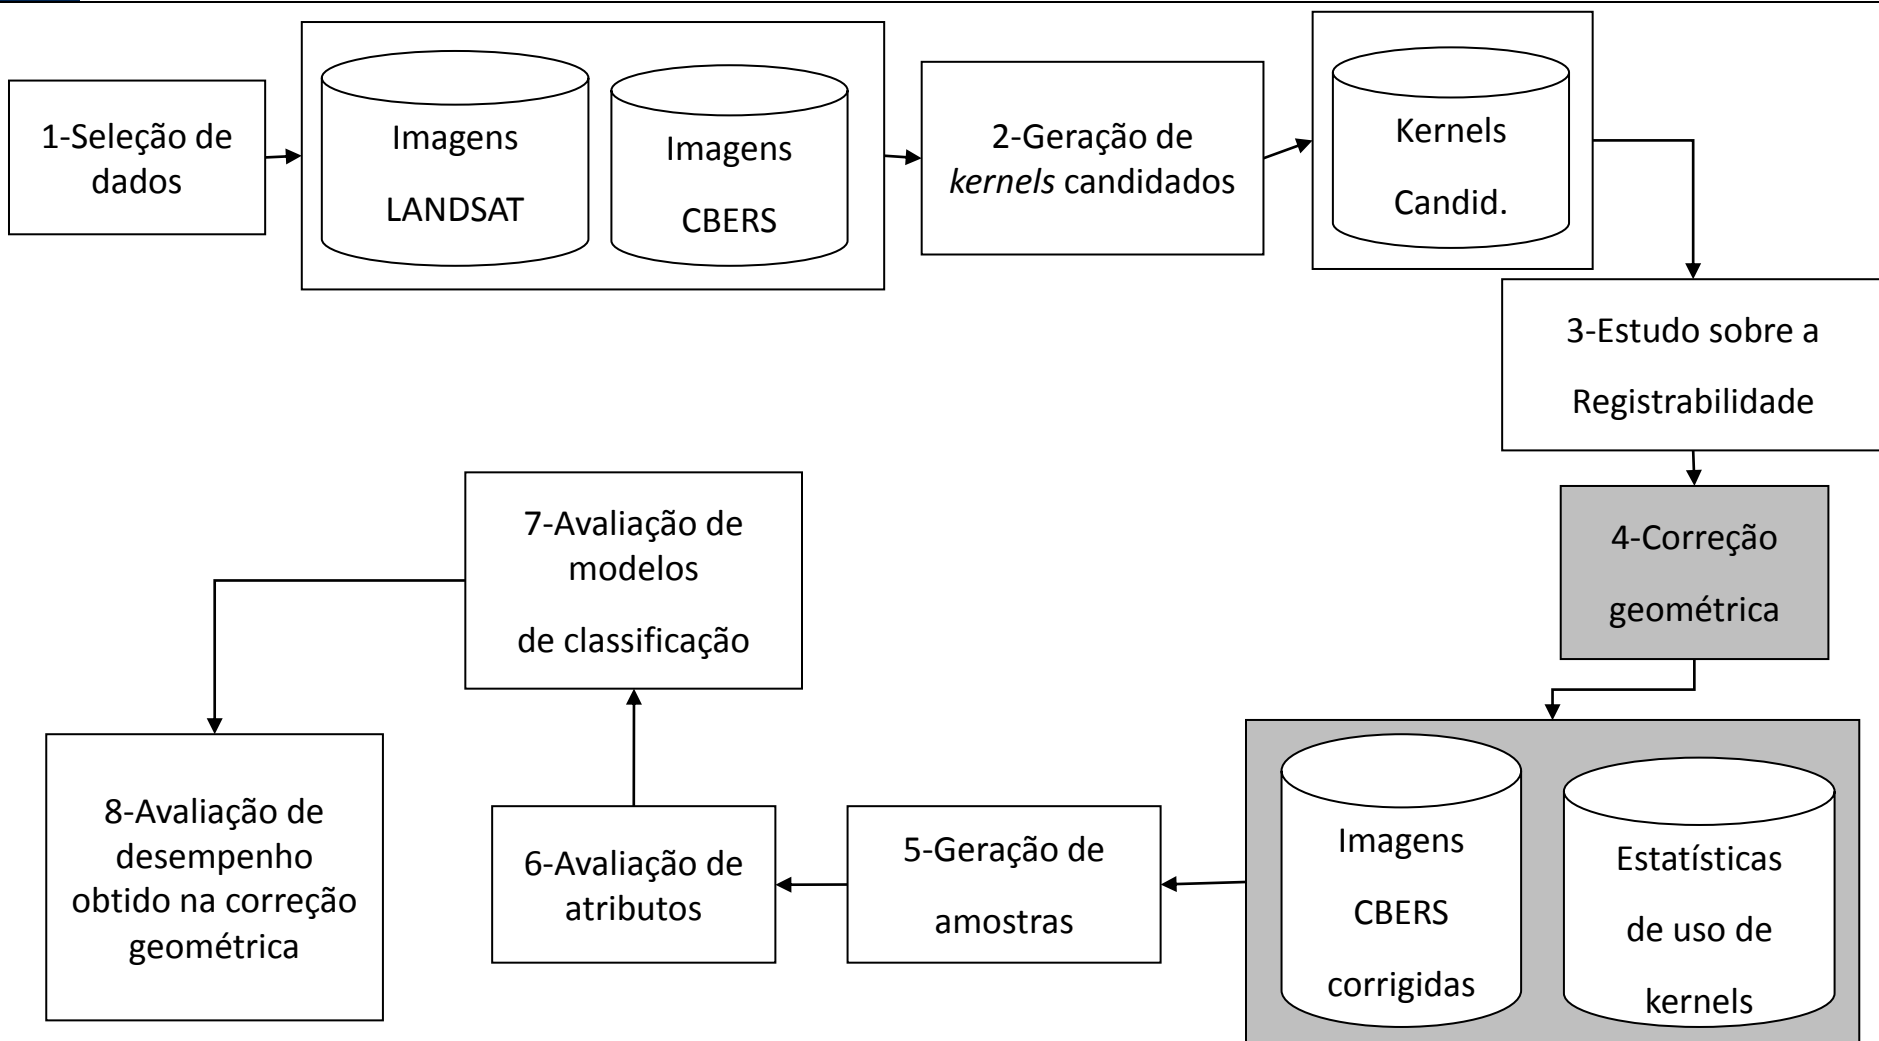 1-Seleção de
dados
Imagens
LANDSAT
Imagens
CBERS
2-Geração de
kernels candidados
Kernels
Candid.
3-Estudo sobre a
Registrabilidade
4-Correção
geométrica
Imagens
CBERS
corrigidas
Estatísticas
de uso de
kernels
5-Geração de
amostras
6-Avaliação de
atributos
7-Avaliação de
modelos
de classificação
8-Avaliação de
desempenho
obtido na correção
geométrica